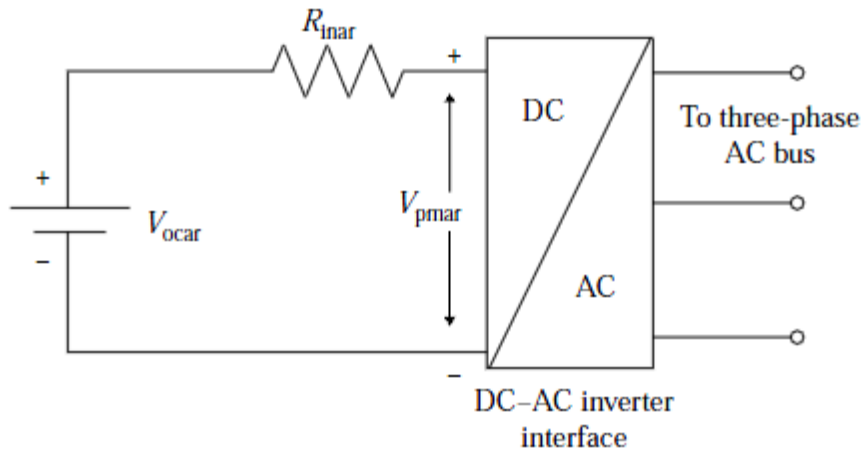 Rinar
+
DC
To three-phase
AC bus
+
Vocar
−
Vpmar
AC
−
DC–AC inverter
interface